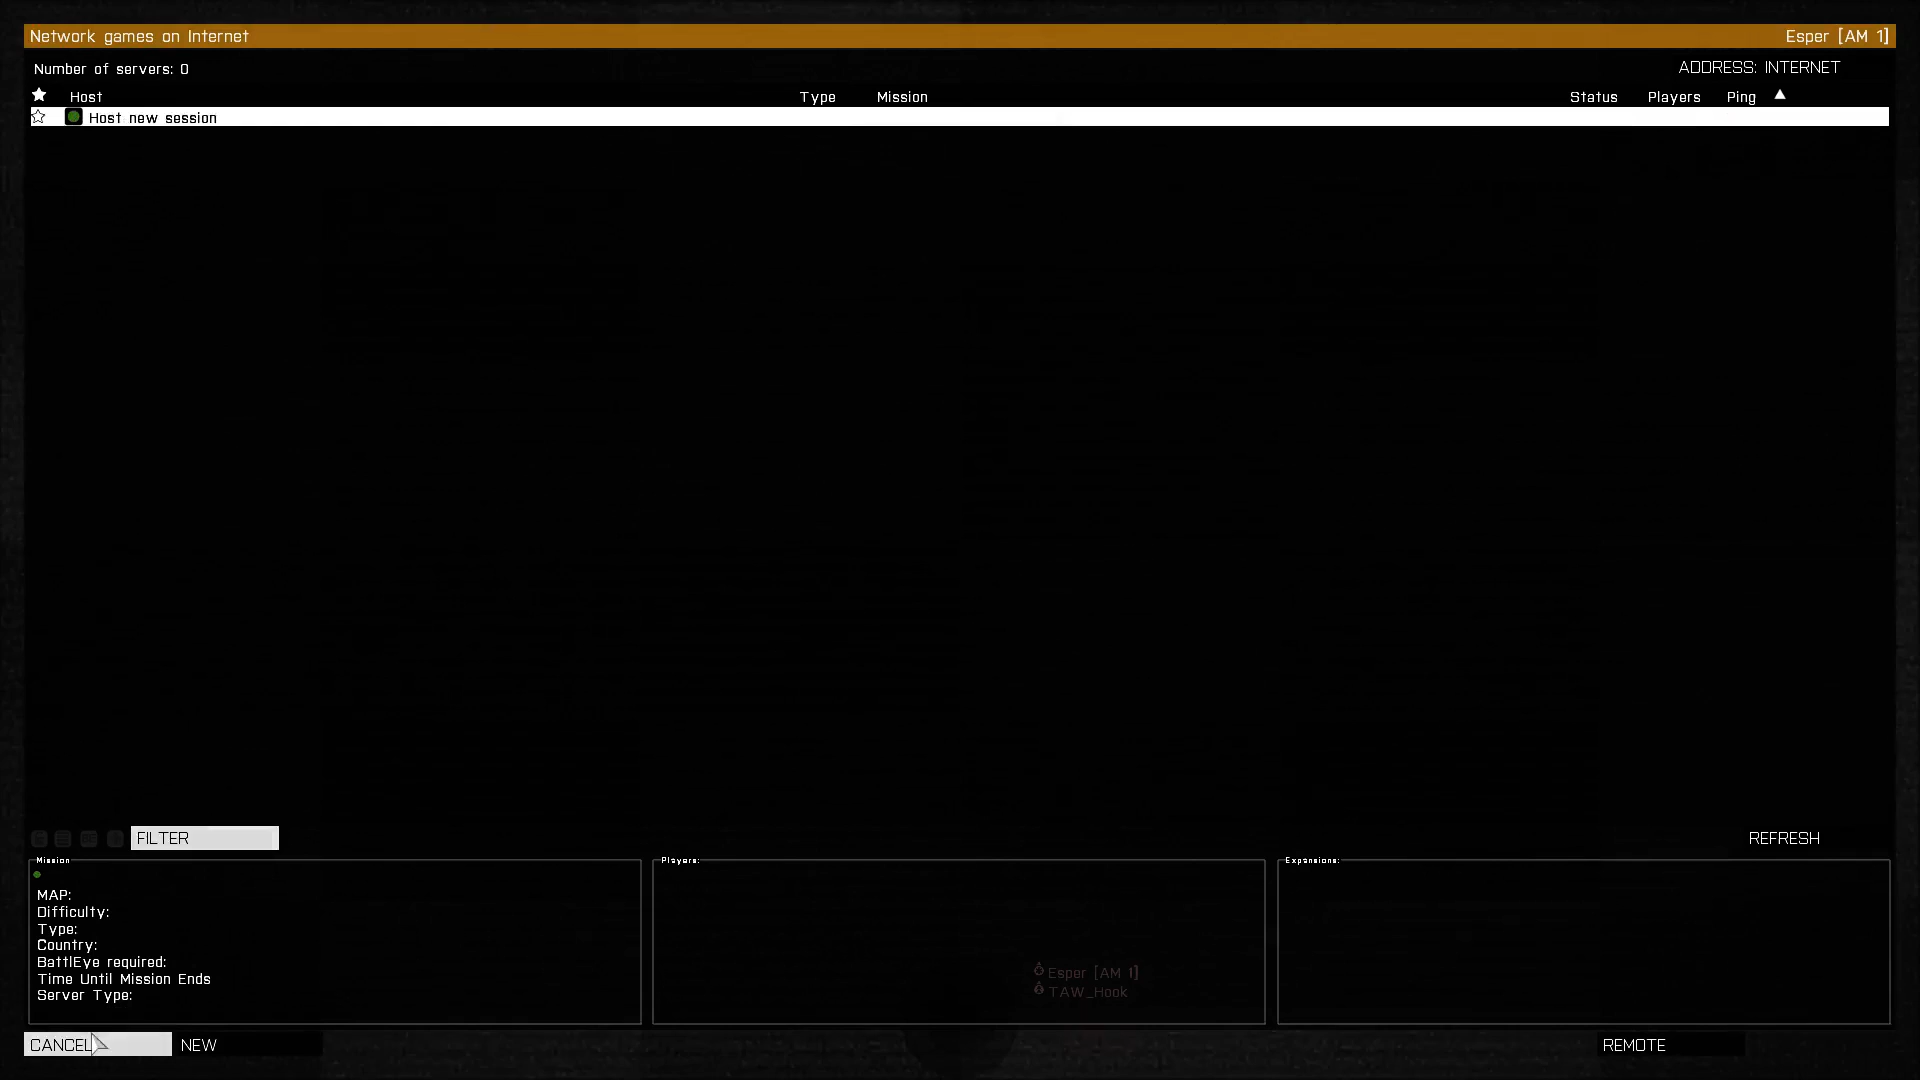 Network games on Internet
Esper [AM 1]
Number of servers: 0
ADDRESS: INTERNET
Host Type Mission Status Players Ping
Host new session
FILTER
REFRESH
Mission
MAP:
Difficulty:
Type:
Country:
BattlEye required:
Time Until Mission Ends
Server Type:
Players:
Esper [AM 1]
TAW_Hook
Expansions:
CANCEL
NEW
REMOTE